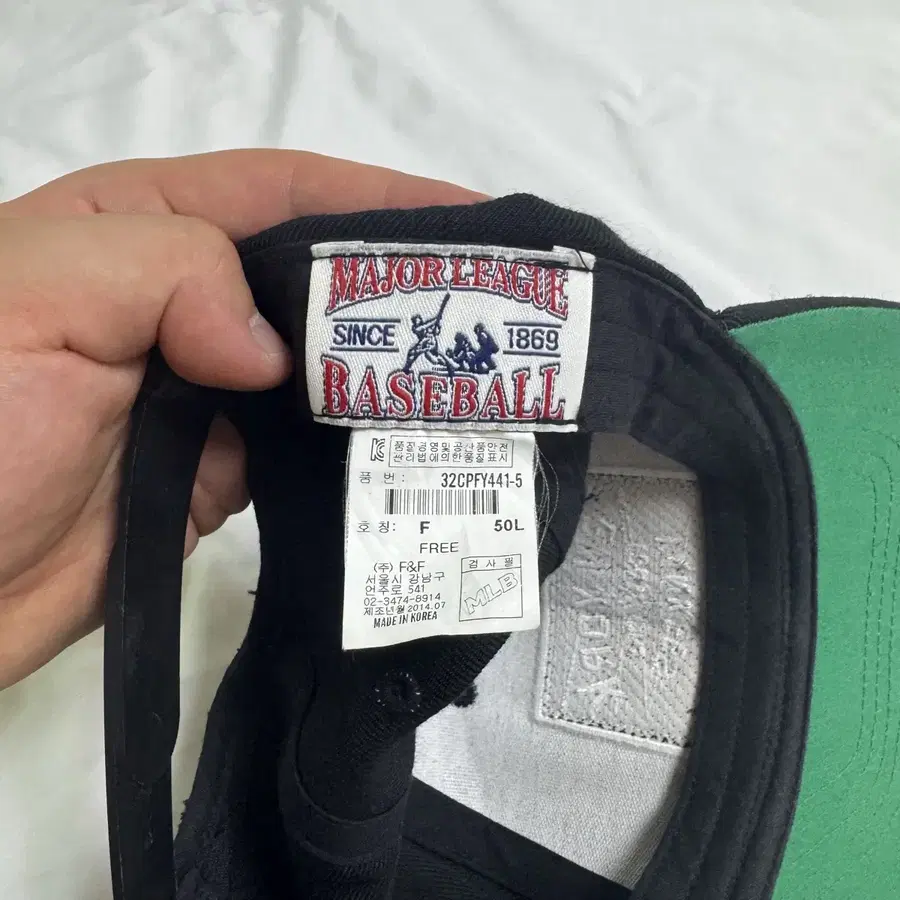 MAJOR LEAGUE
SINCE 1869
BASEBALL
품질경영및공산품안전
관리법에의한품질표시
품 번: 32CPFY441-5
호 칭: F 50L
FREE
(주) F&F
서울시 강남구
언주로 541
02-3474-8914
제조년월 2014.07
MADE IN KOREA
검 사 필
MLB